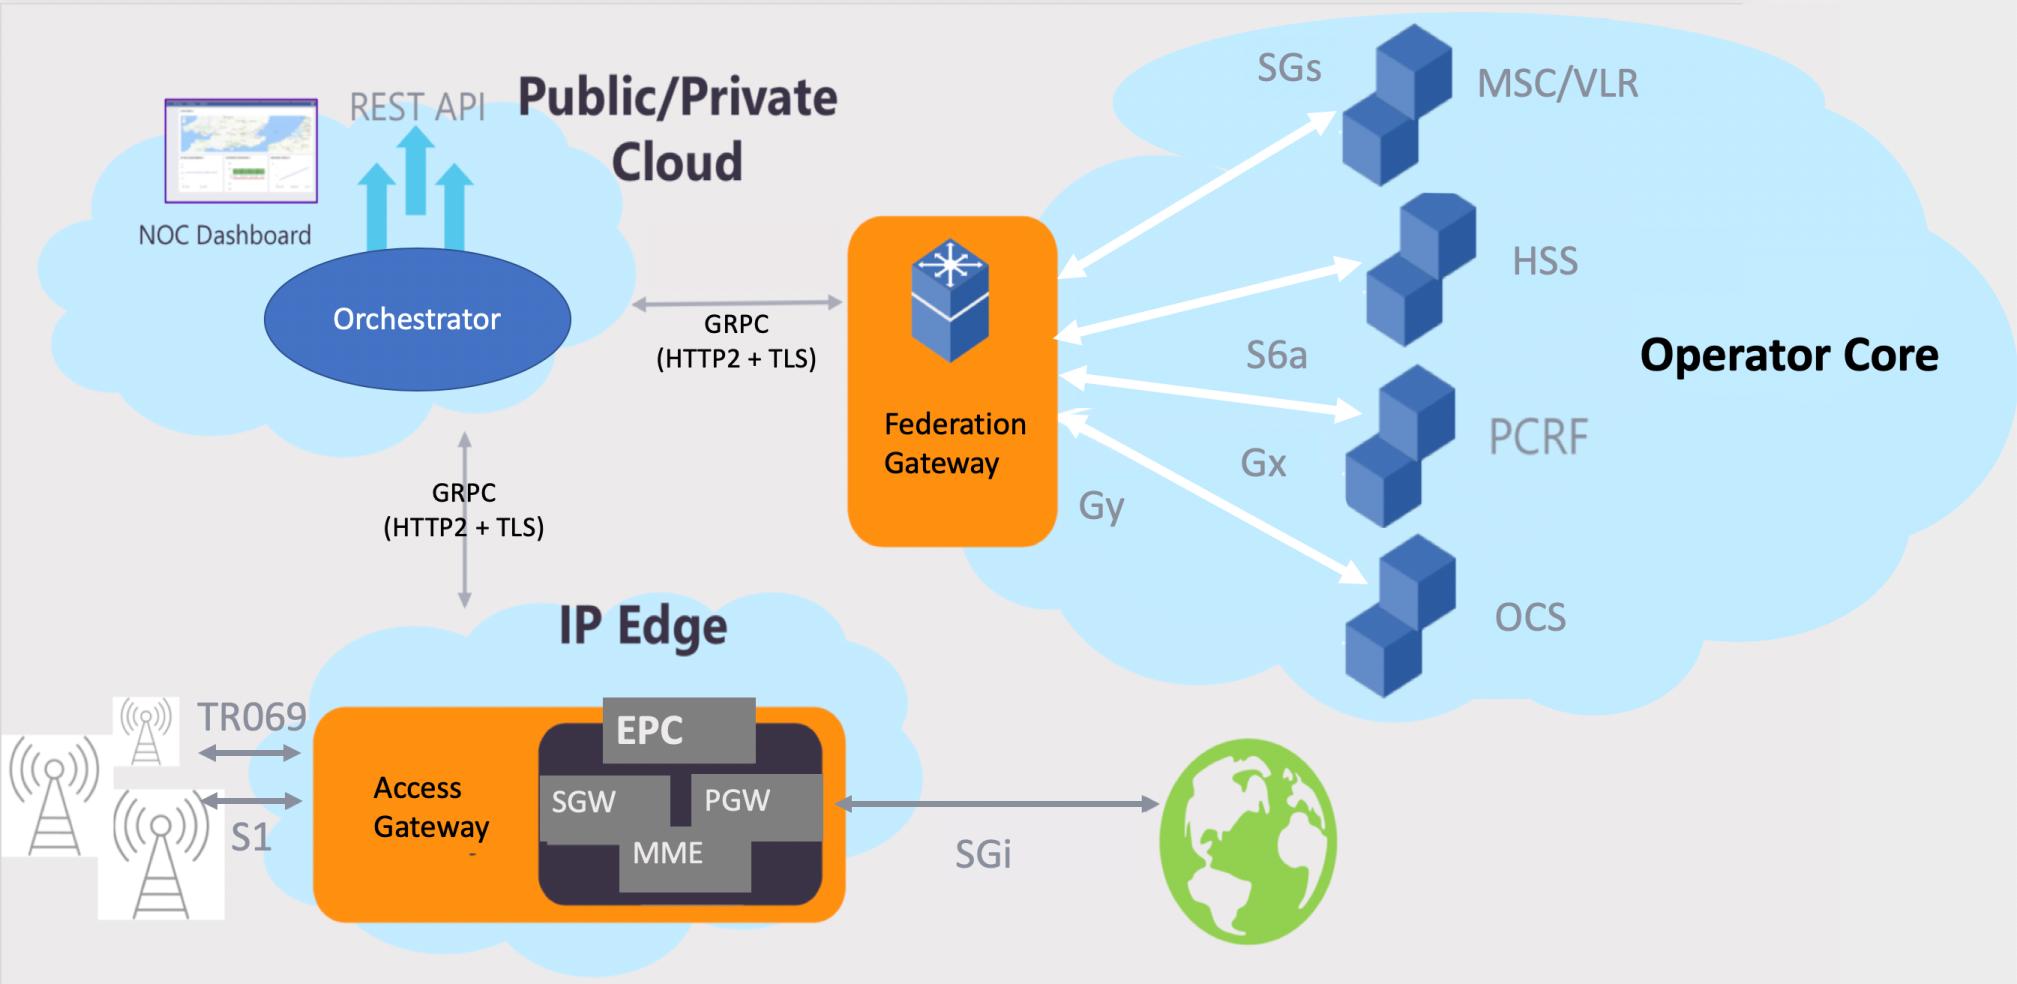 REST API
Public/Private
Cloud
NOC Dashboard
Orchestrator
GRPC
(HTTP2 + TLS)
GRPC
(HTTP2 + TLS)
Federation
Gateway
SGs
MSC/VLR
HSS
S6a
Operator Core
PCRF
Gx
Gy
OCS
IP Edge
TR069
S1
Access
Gateway
-
EPC
SGW
PGW
MME
SGi